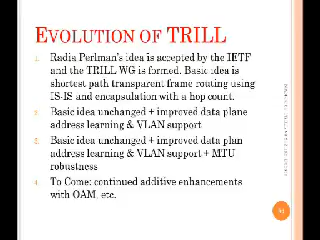 EVOLUTION OF TRILL
1. Radia Perlman's idea is accepted by the IETF
and the TRILL WG is formed. Basic idea is
shortest path transparent frame routing using
IS-IS and encapsulation with a hop count.
2. Basic idea unchanged + improved data plane
address learning & VLAN support
3. Basic idea unchanged + improved data plan
address learning & VLAN support + MTU
robustness
4. To Come: continued additive enhancements
with OAM, etc.